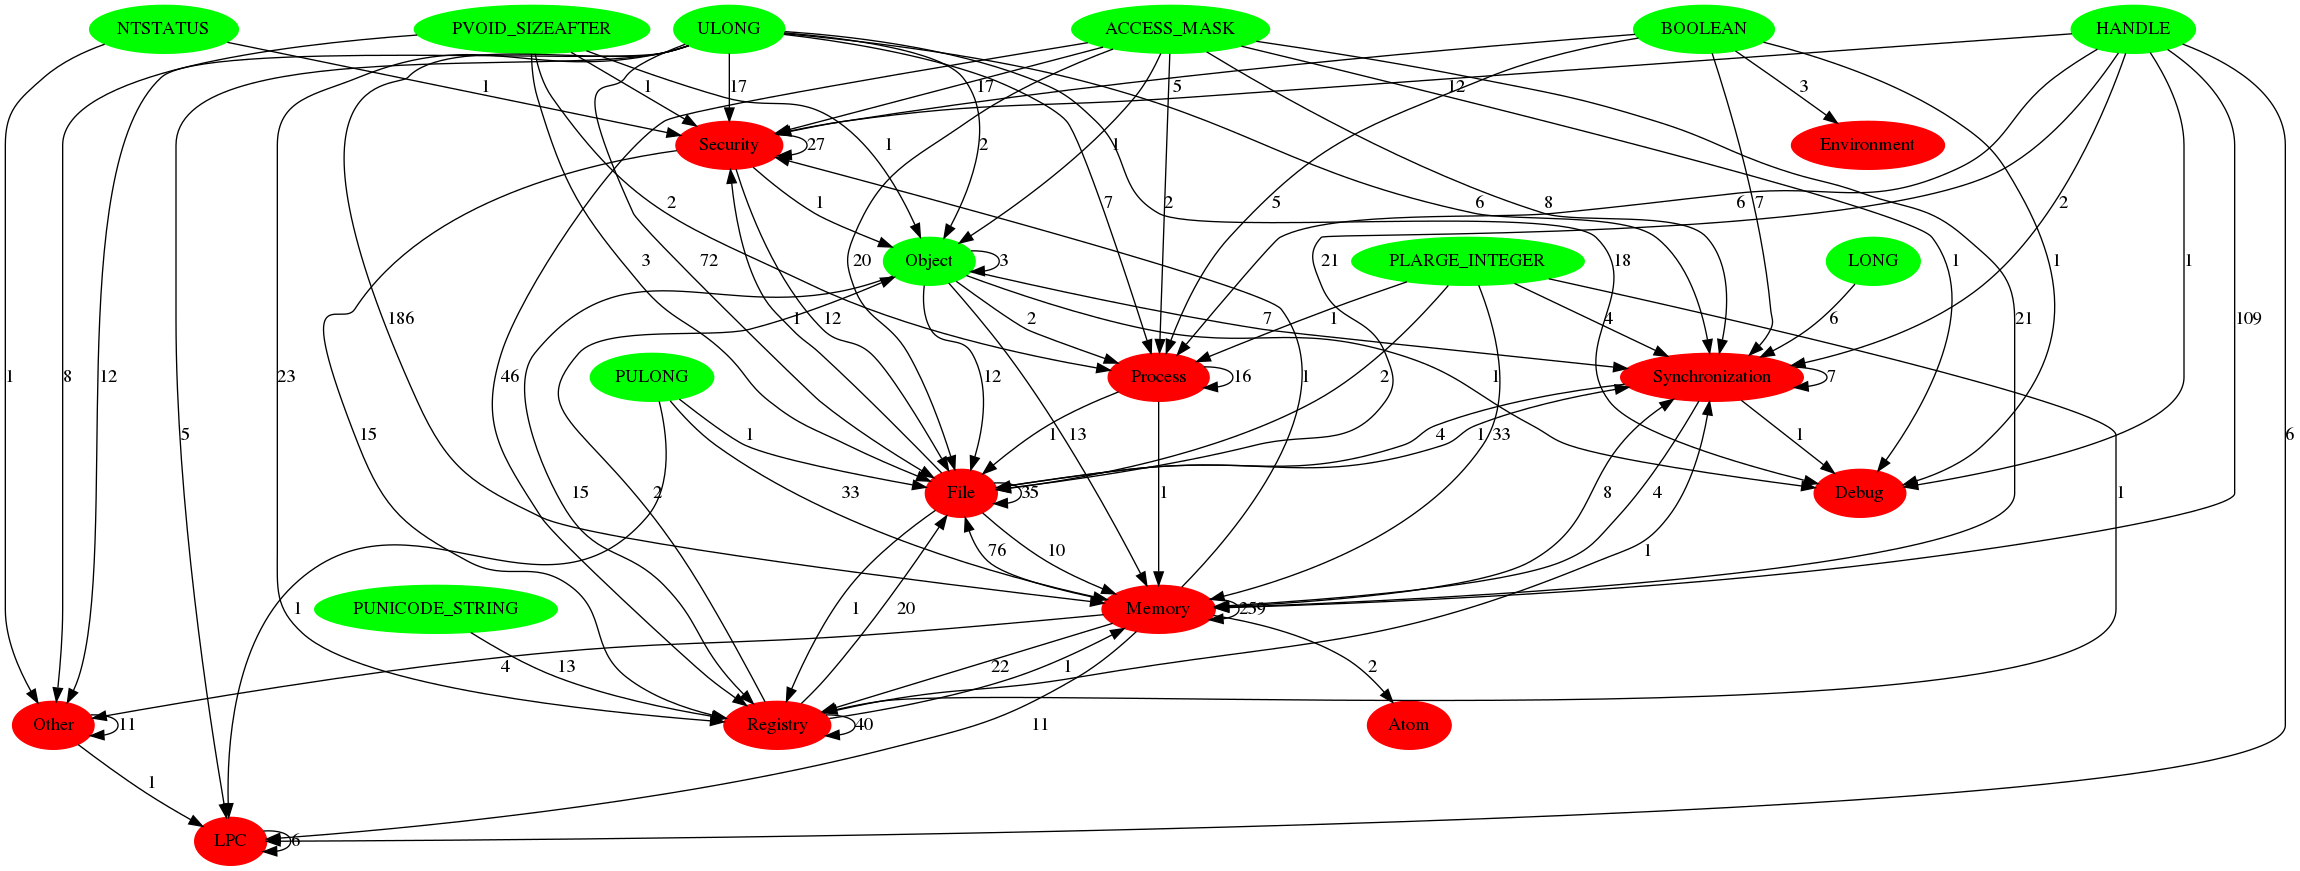 NTSTATUS PVOID_SIZEAFTER ULONG ACCESS_MASK BOOLEAN HANDLE
1 1 17 17 5 12 3
Security Environment
27 1 2 1 1 2 7 2 5 7 6 8 6 2
Object PLARGE_INTEGER LONG
3 72 20 3 21 18 1 1 1
186 1 12 2 7 1 4 6 21 109
PULONG Process Synchronization
46 16 7
1 8 12 23 5 15 1 12 1 13 2 33 4 1 1 1 6
File Debug
15 2 33 35 1 8 4 1
76 10 1
PUNICODE_STRING Memory
1 1 20 259
4 13 22 1 2
Other Registry Atom
11 40 11
1
LPC
6